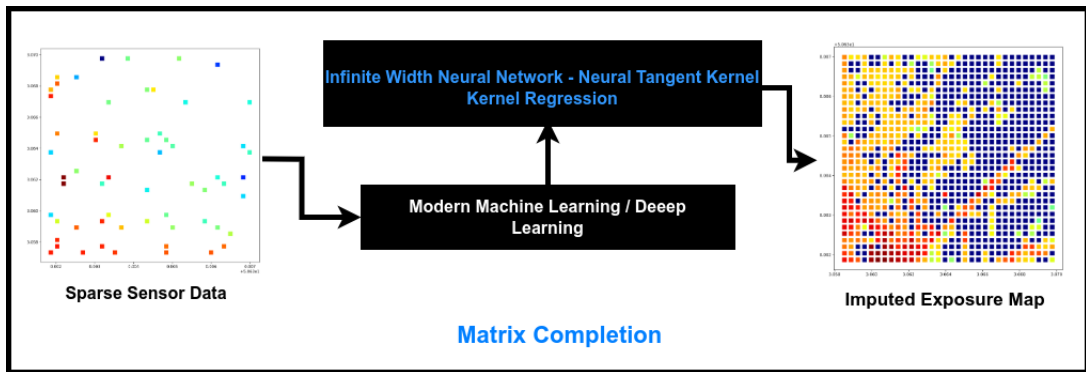 Infinite Width Neural Network - Neural Tangent Kernel
Kernel Regression
Modern Machine Learning / Deeep
Learning
Sparse Sensor Data
Imputed Exposure Map
Matrix Completion